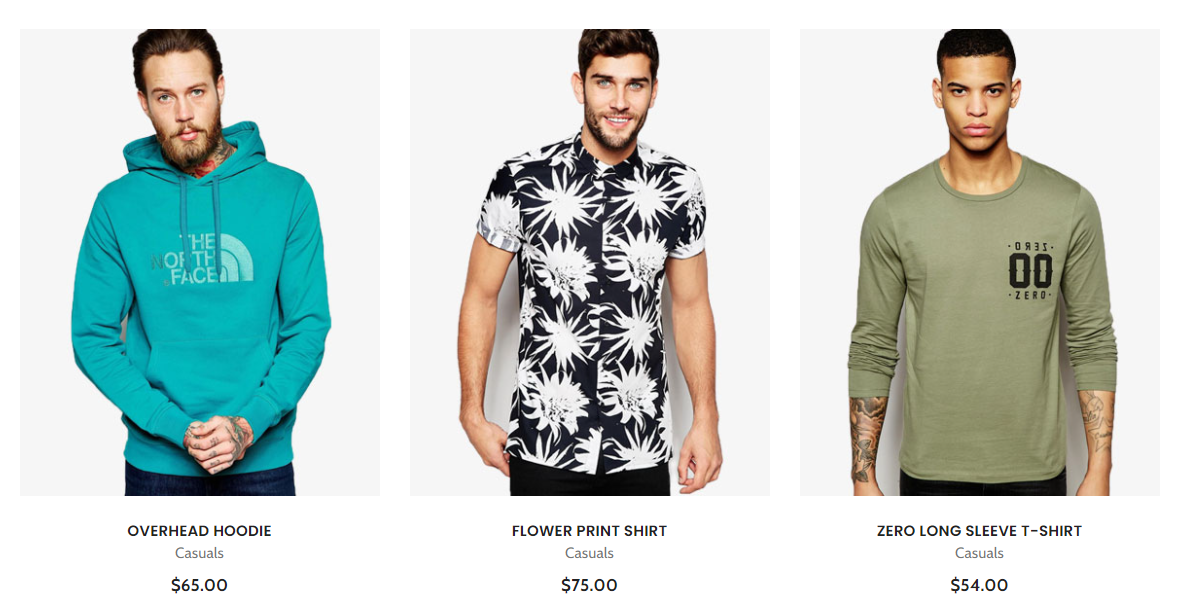 THE
NORTH
FACE
OVERHEAD HOODIE
Casuals
$65.00
FLOWER PRINT SHIRT
Casuals
$75.00
ZERO
00
·ZERO·
ZERO LONG SLEEVE T-SHIRT
Casuals
$54.00